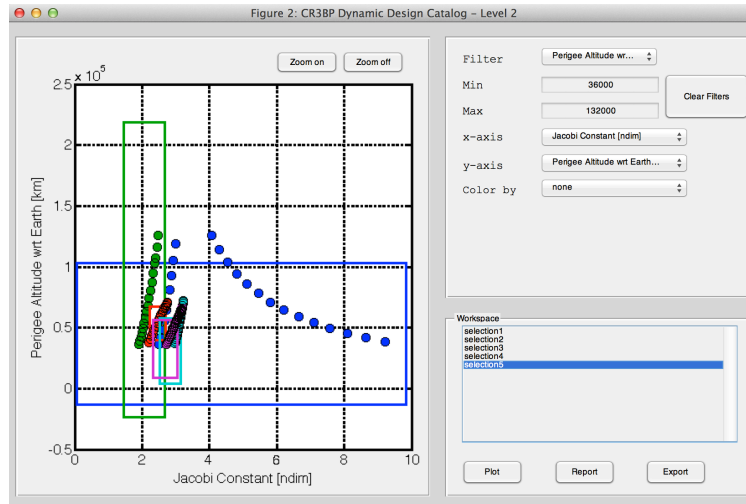 Figure 2: CR3BP Dynamic Design Catalog – Level 2
Zoom on
Zoom off
x 10^5
2.5
2
1.5
1
0.5
0
-0.5
0 2 4 6 8 10
Perigee Altitude wrt Earth [km]
Jacobi Constant [ndim]
Filter Perigee Altitude wr...
Min 36000
Max 132000
Clear Filters
x-axis Jacobi Constant [ndim]
y-axis Perigee Altitude wrt Earth...
Color by none
Workspace
selection1
selection2
selection3
selection4
selection5
Plot
Report
Export